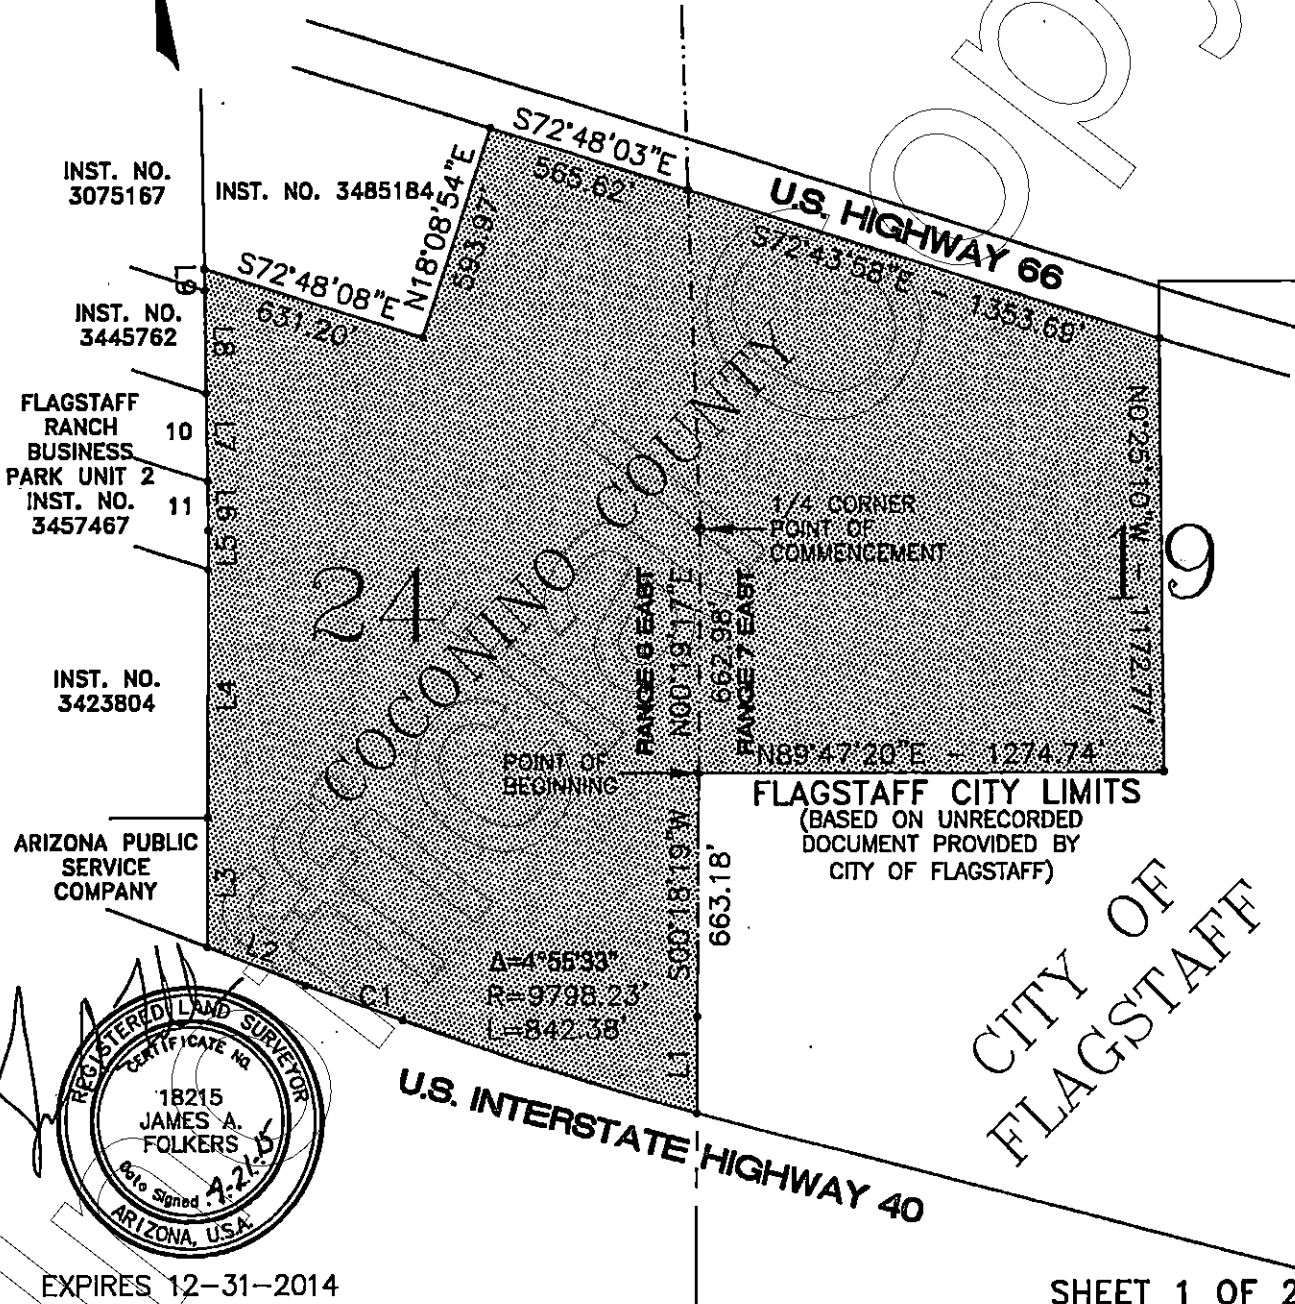 S72°48'03"E
565.62'
INST. NO.
3075167
INST. NO. 3485184
N18°08'54"E
593.97'
U.S. HIGHWAY 66
S72°43'58"E - 1353.69'
L9
S72°48'08"E
631.20'
INST. NO.
3445762
L8
FLAGSTAFF
RANCH
BUSINESS
PARK UNIT 2
INST. NO.
3457467
10
11
L7
L6
L5
N0°25'10"W - 1172.77'
COCONINO COUNTY
1/4 CORNER
POINT OF
COMMENCEMENT
24
19
RANGE 6 EAST
N00°19'17"E
662.98'
RANGE 7 EAST
INST. NO.
3423804
L4
POINT OF
BEGINNING
N89°47'20"E - 1274.74'
FLAGSTAFF CITY LIMITS
(BASED ON UNRECORDED
DOCUMENT PROVIDED BY
CITY OF FLAGSTAFF)
ARIZONA PUBLIC
SERVICE
COMPANY
L3
S00°18'19"W
663.18'
L2
C1
Δ=4°55'33"
R=9798.23'
L=842.38'
L1
CITY OF
FLAGSTAFF
U.S. INTERSTATE HIGHWAY 40
REGISTERED LAND SURVEYOR
CERTIFICATE NO.
18215
JAMES A.
FOLKERS
Date Signed
ARIZONA, U.S.A.
EXPIRES 12-31-2014
SHEET 1 OF 2